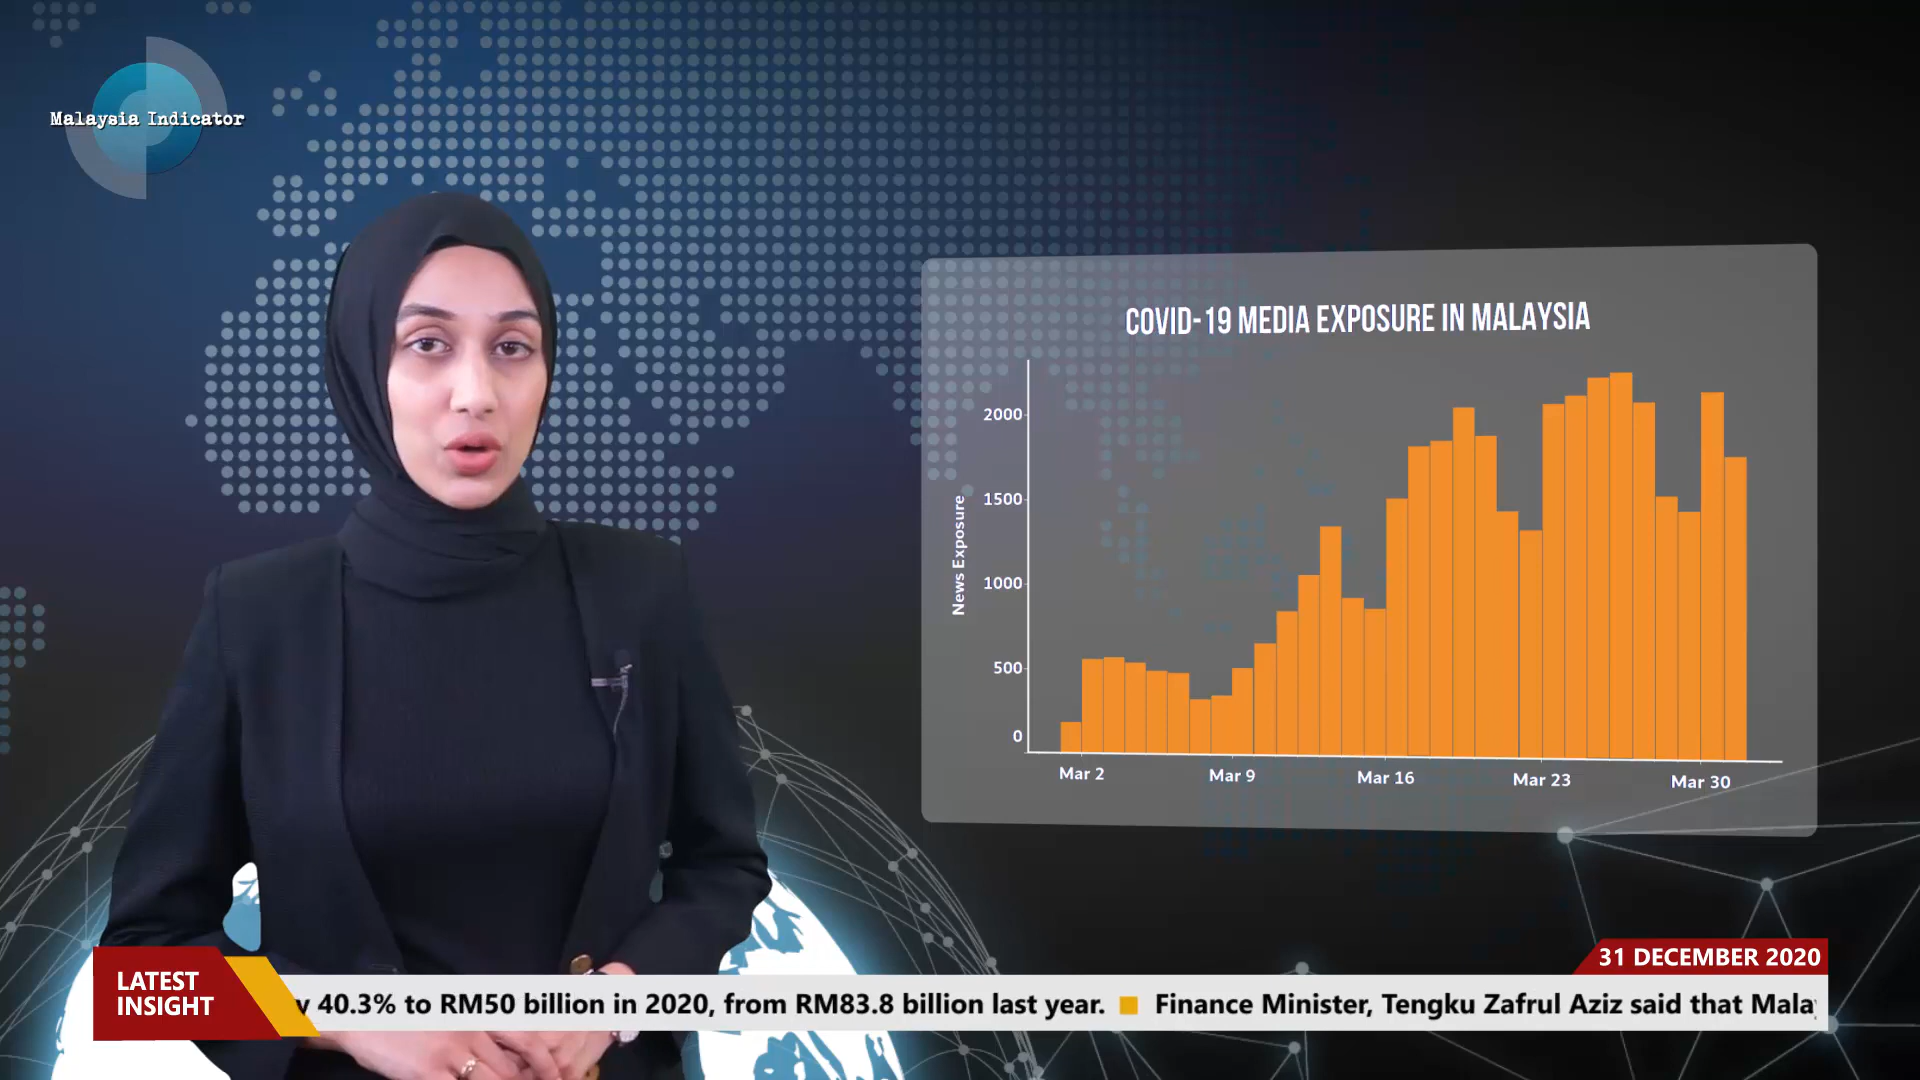 Malaysia Indicator
COVID-19 MEDIA EXPOSURE IN MALAYSIA
News Exposure
2000
1500
1000
500
0
Mar 2
Mar 9
Mar 16
Mar 23
Mar 30
31 DECEMBER 2020
LATEST
INSIGHT
40.3% to RM50 billion in 2020, from RM83.8 billion last year. Finance Minister, Tengku Zafrul Aziz said that